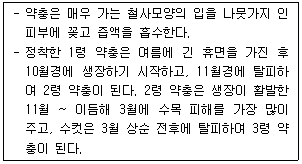 - 약충은 매우 가는 철사모양의 입을 나뭇가지 인
피부에 꽂고 즙액을 흡수한다.
- 정착한 1령 약충은 여름에 긴 휴면을 가진 후
10월경에 생장하기 시작하고, 11월경에 탈피하
여 2령 약충이 된다. 2령 약충은 생장이 활발한
11월 ~ 이듬해 3월에 수목 피해를 가장 많이
주고, 수컷은 3월 상순 전후에 탈피하여 3령 약
충이 된다.